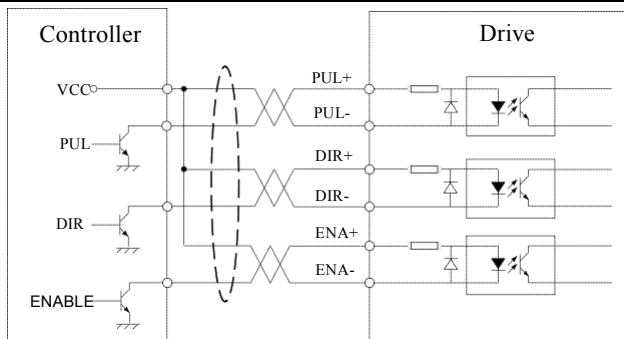 Controller
Drive
VCC
PUL+
PUL-
PUL
DIR+
DIR-
DIR
ENA+
ENA-
ENABLE